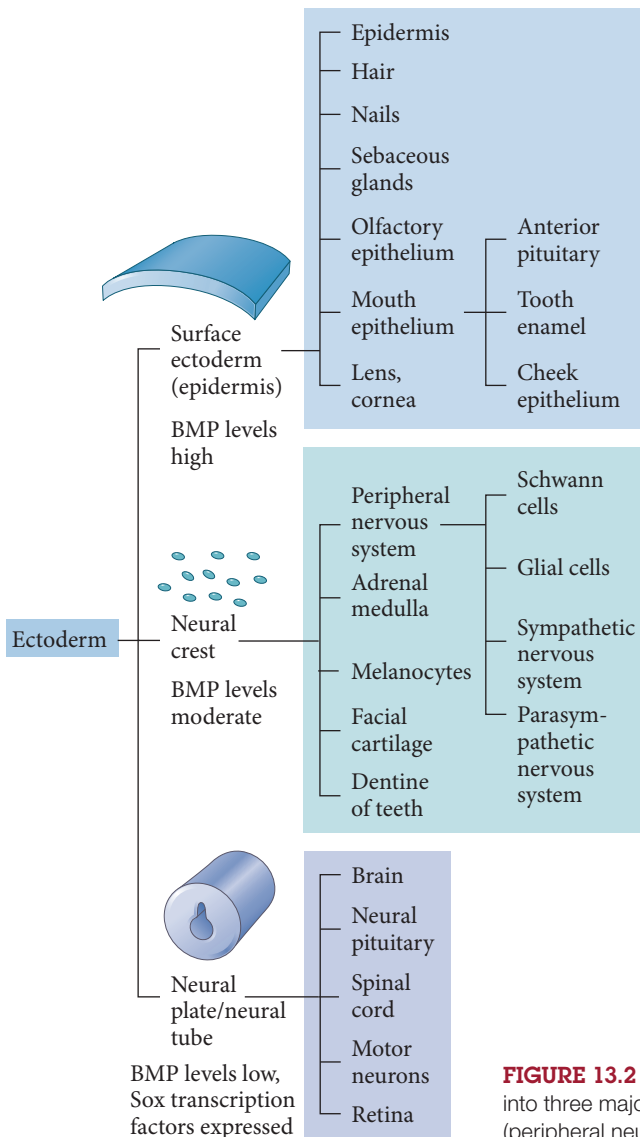 Epidermis
Hair
Nails
Sebaceous
glands
Olfactory
epithelium
Mouth
epithelium
Lens,
cornea
Anterior
pituitary
Tooth
enamel
Cheek
epithelium
Surface
ectoderm
(epidermis)
BMP levels
high
Peripheral
nervous
system
Adrenal
medulla
Melanocytes
Facial
cartilage
Dentine
of teeth
Schwann
cells
Glial cells
Sympathetic
nervous
system
Parasym-
pathetic
nervous
system
Ectoderm
Neural
crest
BMP levels
moderate
Brain
Neural
pituitary
Spinal
cord
Motor
neurons
Retina
Neural
plate/neural
tube
BMP levels low,
Sox transcription
factors expressed
FIGURE 13.2
into three majo
(peripheral neu